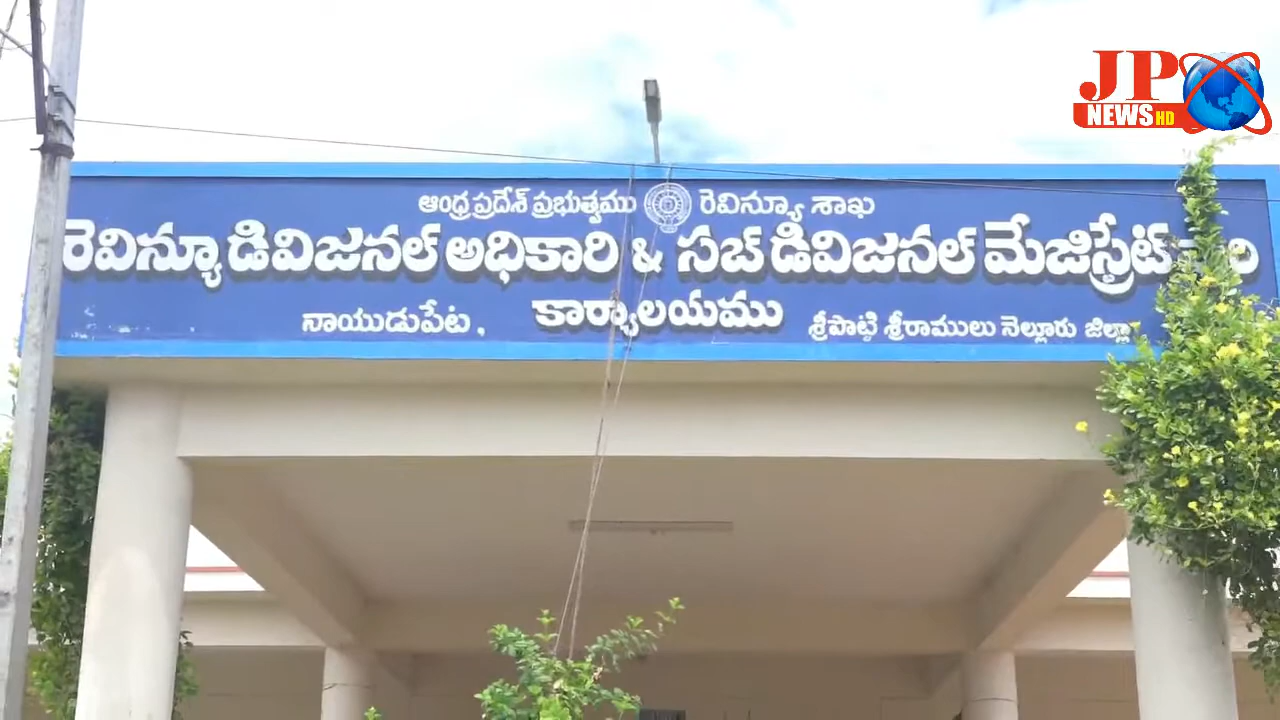 JP
NEWS HD
ఆంధ్ర ప్రదేశ్ ప్రభుత్వము రెవిన్యూ శాఖ
రెవిన్యూ డివిజనల్ అధికారి & సబ్ డివిజనల్ మేజిస్ట్రేట్
కార్యాలయము
నాయుడుపేట, శ్రీపొట్టి శ్రీరాములు నెల్లూరు జిల్లా